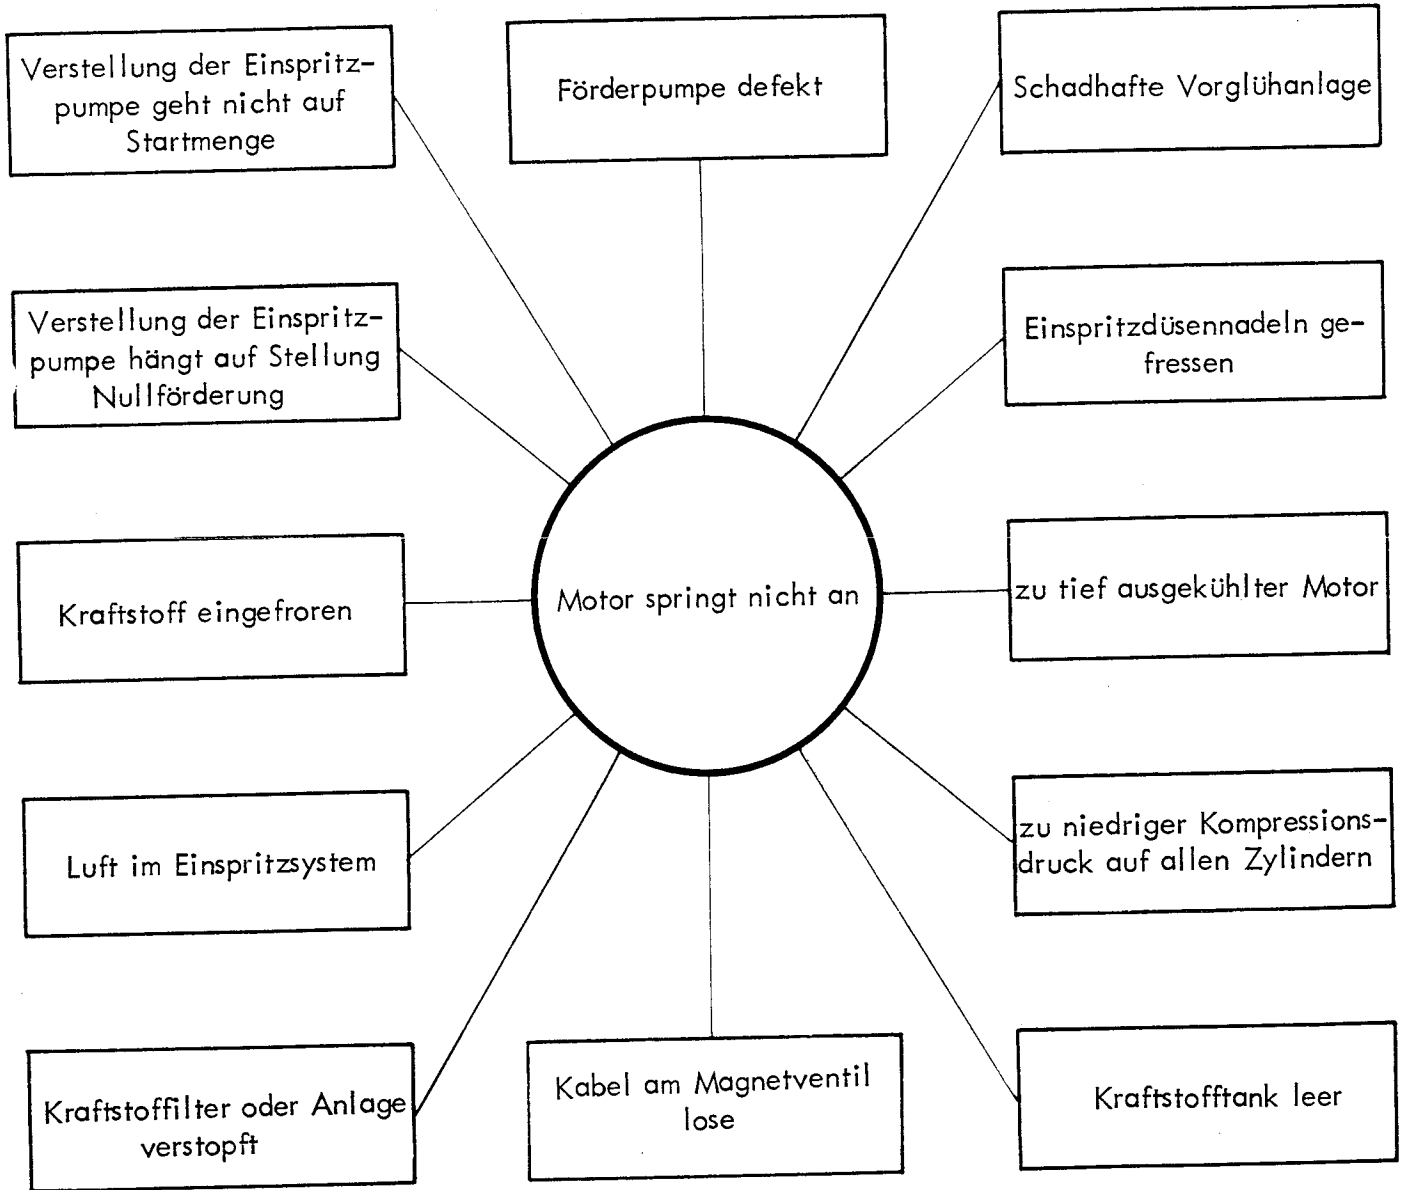 Verstellung der Einspritz-
pumpe geht nicht auf
Startmenge
Förderpumpe defekt
Schadhafte Vorglühanlage
Verstellung der Einspritz-
pumpe hängt auf Stellung
Nullförderung
Einspritzdüsennadeln ge-
fressen
Kraftstoff eingefroren
Motor springt nicht an
zu tief ausgekühlter Motor
Luft im Einspritzsystem
zu niedriger Kompressions-
druck auf allen Zylindern
Kraftstoffilter oder Anlage
verstopft
Kabel am Magnetventil
lose
Kraftstofftank leer